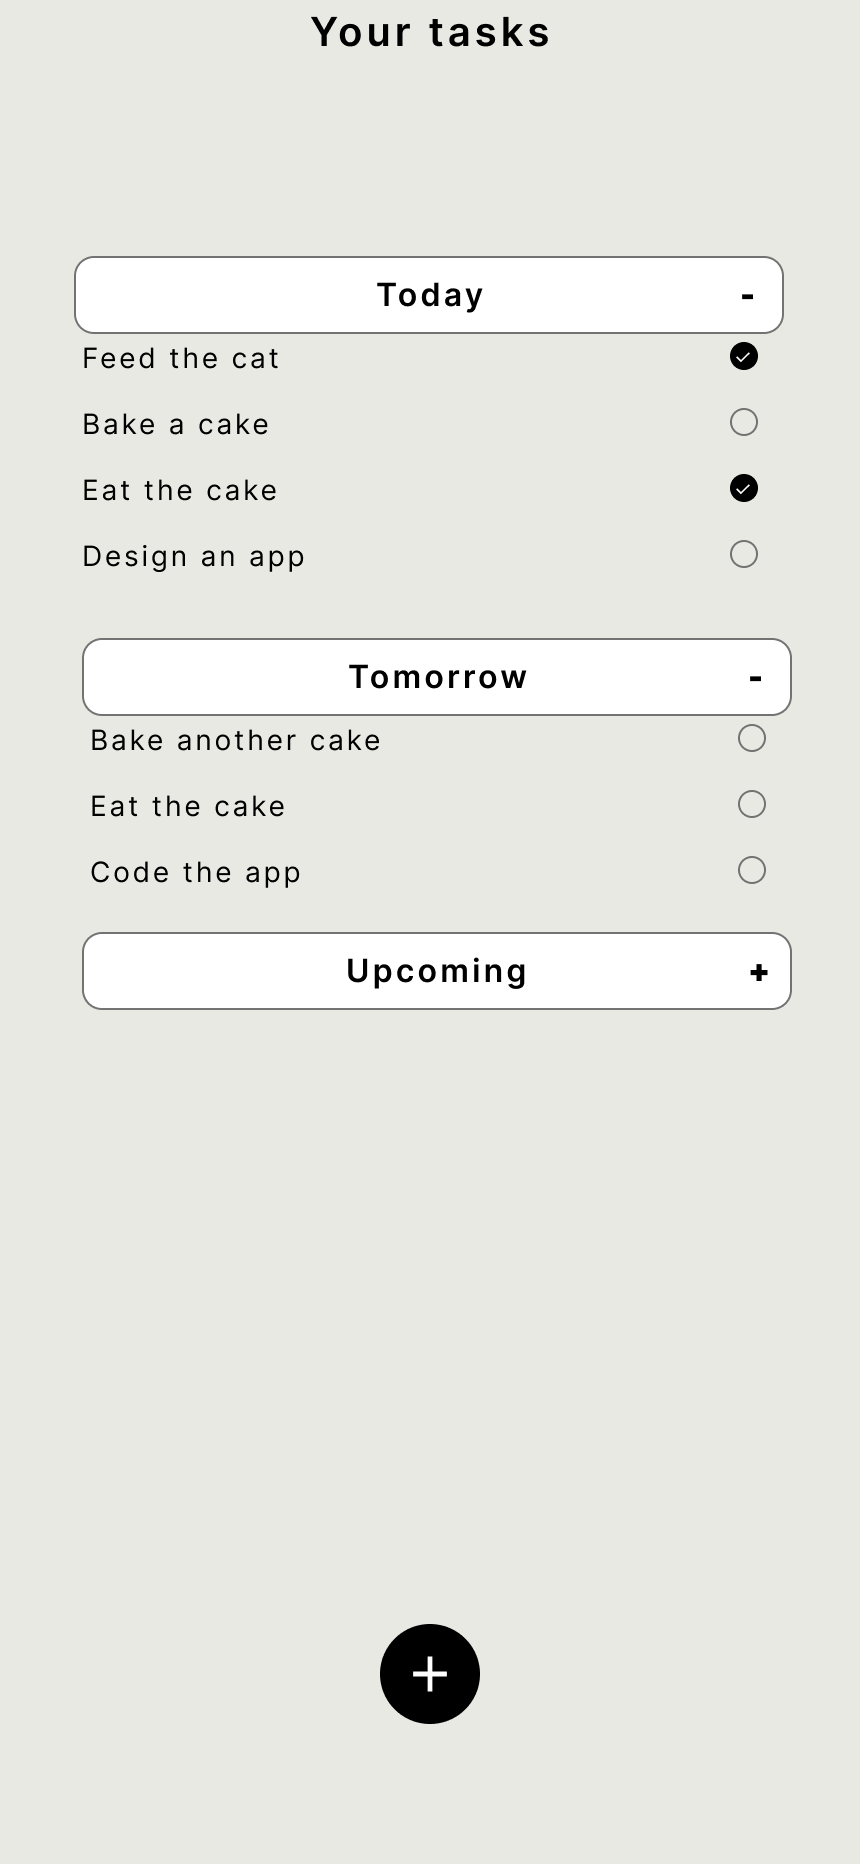 Your tasks
Today -
Feed the cat
Bake a cake
Eat the cake
Design an app
Tomorrow -
Bake another cake
Eat the cake
Code the app
Upcoming +
+